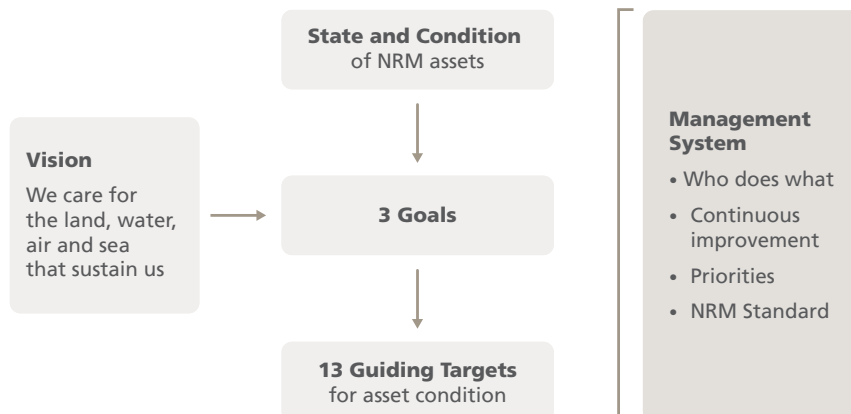 State and Condition
of NRM assets
Vision
We care for
the land, water,
air and sea
that sustain us
3 Goals
13 Guiding Targets
for asset condition
Management
System
• Who does what
• Continuous
improvement
• Priorities
• NRM Standard